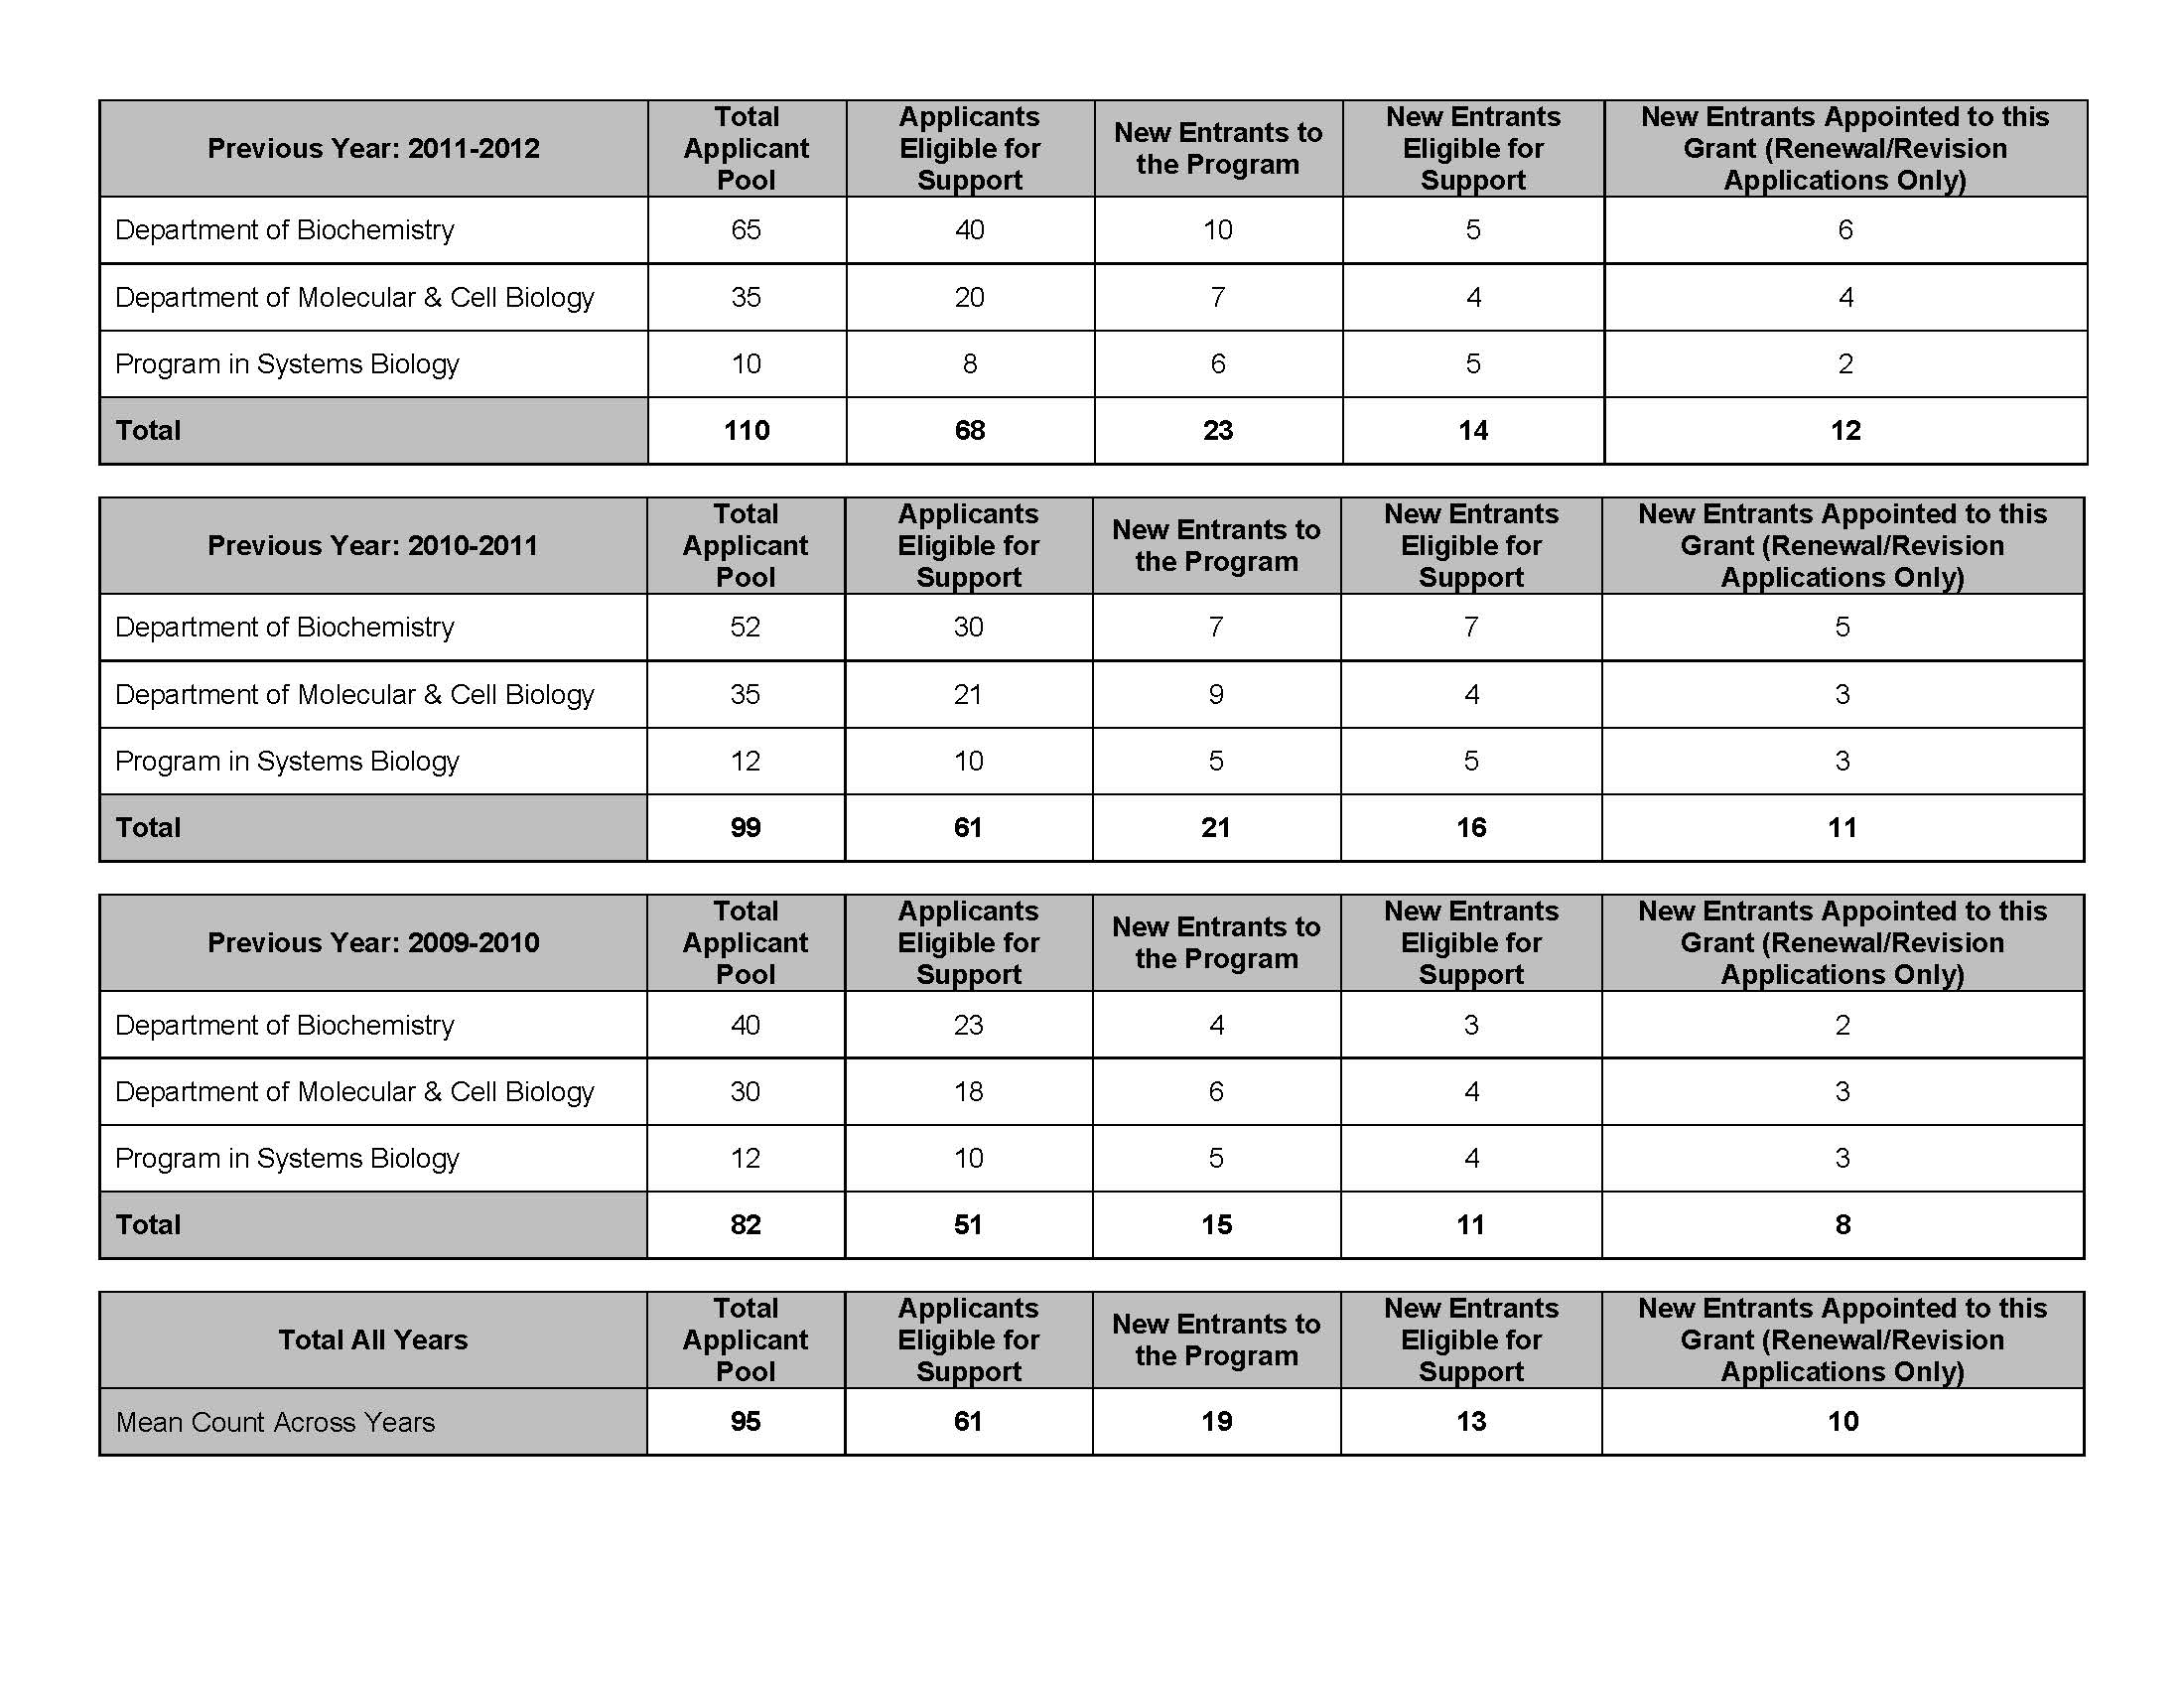 Previous Year: 2011-2012 Total Applicant Pool Applicants Eligible for Support New Entrants to the Program New Entrants Eligible for Support New Entrants Appointed to this Grant (Renewal/Revision Applications Only)
Department of Biochemistry 65 40 10 5 6
Department of Molecular & Cell Biology 35 20 7 4 4
Program in Systems Biology 10 8 6 5 2
Total 110 68 23 14 12
Previous Year: 2010-2011 Total Applicant Pool Applicants Eligible for Support New Entrants to the Program New Entrants Eligible for Support New Entrants Appointed to this Grant (Renewal/Revision Applications Only)
Department of Biochemistry 52 30 7 7 5
Department of Molecular & Cell Biology 35 21 9 4 3
Program in Systems Biology 12 10 5 5 3
Total 99 61 21 16 11
Previous Year: 2009-2010 Total Applicant Pool Applicants Eligible for Support New Entrants to the Program New Entrants Eligible for Support New Entrants Appointed to this Grant (Renewal/Revision Applications Only)
Department of Biochemistry 40 23 4 3 2
Department of Molecular & Cell Biology 30 18 6 4 3
Program in Systems Biology 12 10 5 4 3
Total 82 51 15 11 8
Total All Years Total Applicant Pool Applicants Eligible for Support New Entrants to the Program New Entrants Eligible for Support New Entrants Appointed to this Grant (Renewal/Revision Applications Only)
Mean Count Across Years 95 61 19 13 10